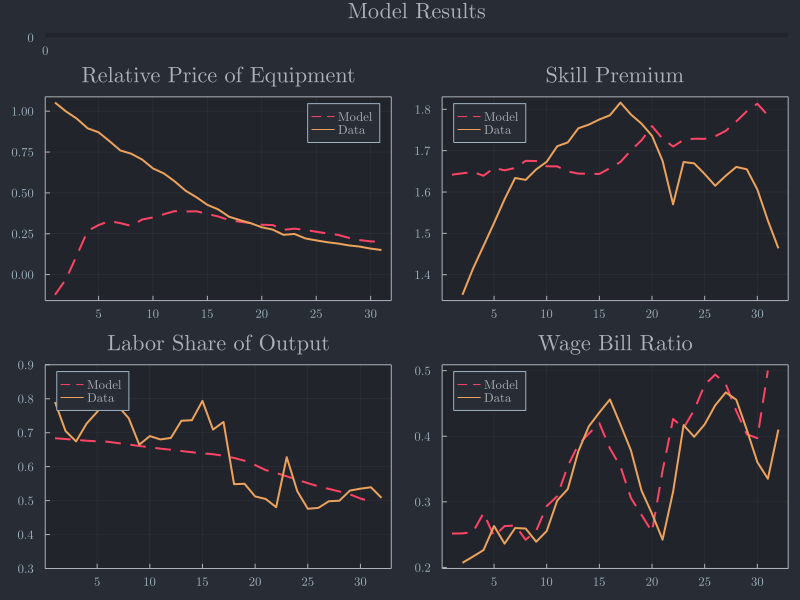 Model Results
0
0
Relative Price of Equipment
1.00
0.75
0.50
0.25
0.00
Model
Data
5 10 15 20 25 30
Skill Premium
1.8
1.7
1.6
1.5
1.4
Model
Data
5 10 15 20 25 30
Labor Share of Output
0.9
0.8
0.7
0.6
0.5
0.4
0.3
Model
Data
5 10 15 20 25 30
Wage Bill Ratio
0.5
0.4
0.3
0.2
Model
Data
5 10 15 20 25 30